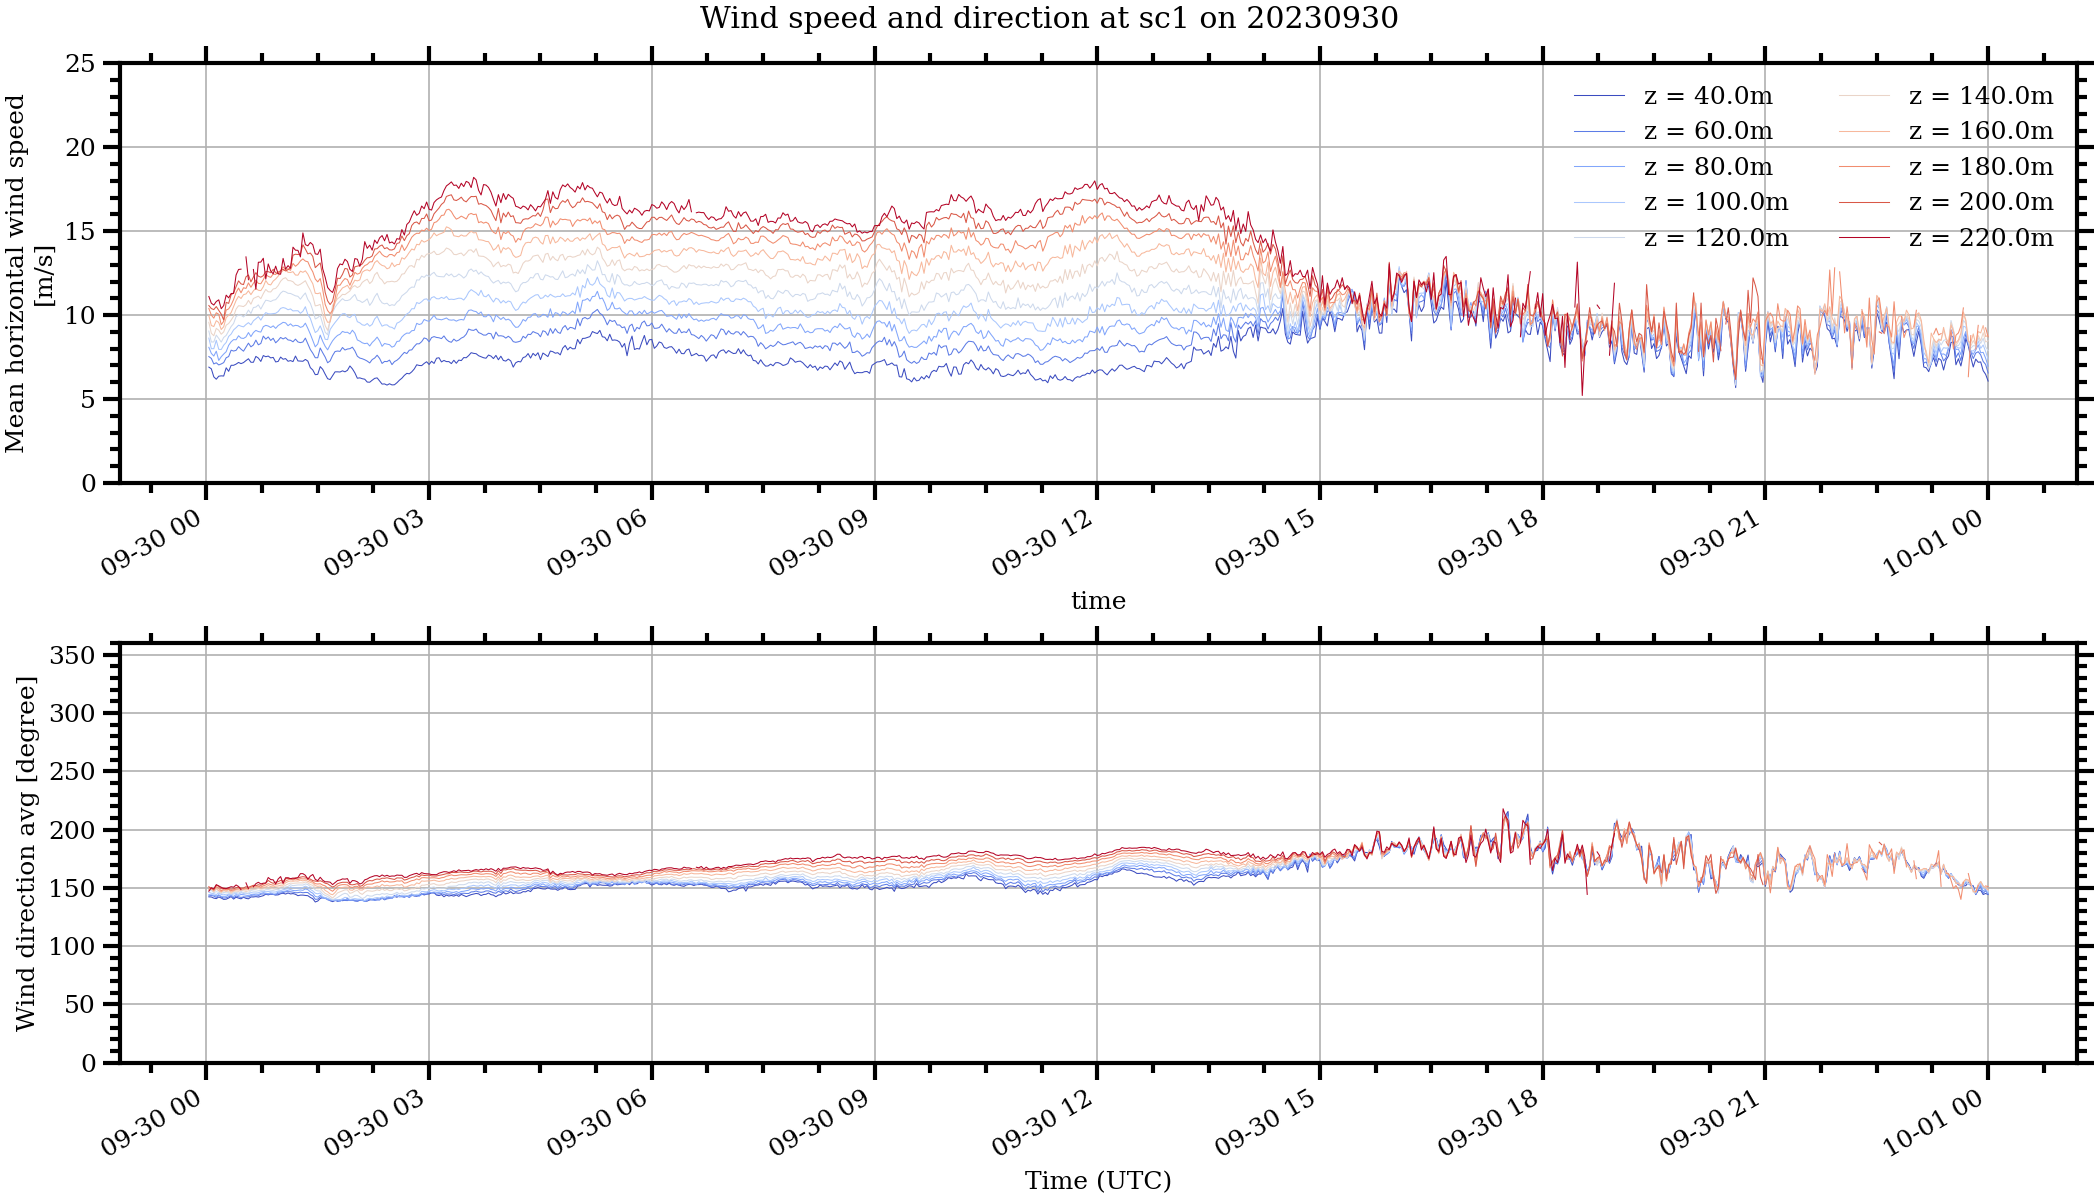 Wind speed and direction at sc1 on 20230930
Mean horizontal wind speed
[m/s]
25
20
15
10
5
0
z = 40.0m
z = 60.0m
z = 80.0m
z = 100.0m
z = 120.0m
z = 140.0m
z = 160.0m
z = 180.0m
z = 200.0m
z = 220.0m
09-30 00
09-30 03
09-30 06
09-30 09
09-30 12
09-30 15
09-30 18
09-30 21
10-01 00
time
Wind direction avg [degree]
350
300
250
200
150
100
50
0
09-30 00
09-30 03
09-30 06
09-30 09
09-30 12
09-30 15
09-30 18
09-30 21
10-01 00
Time (UTC)